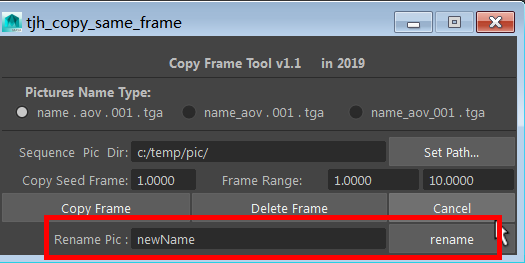 tjh_copy_same_frame
Copy Frame Tool v1.1 in 2019
Pictures Name Type:
name . aov . 001 . tga name_aov . 001 . tga name_aov_001 . tga
Sequence Pic Dir: c:/temp/pic/ Set Path...
Copy Seed Frame: 1.0000 Frame Range: 1.0000 10.0000
Copy Frame Delete Frame Cancel
Rename Pic : newName rename